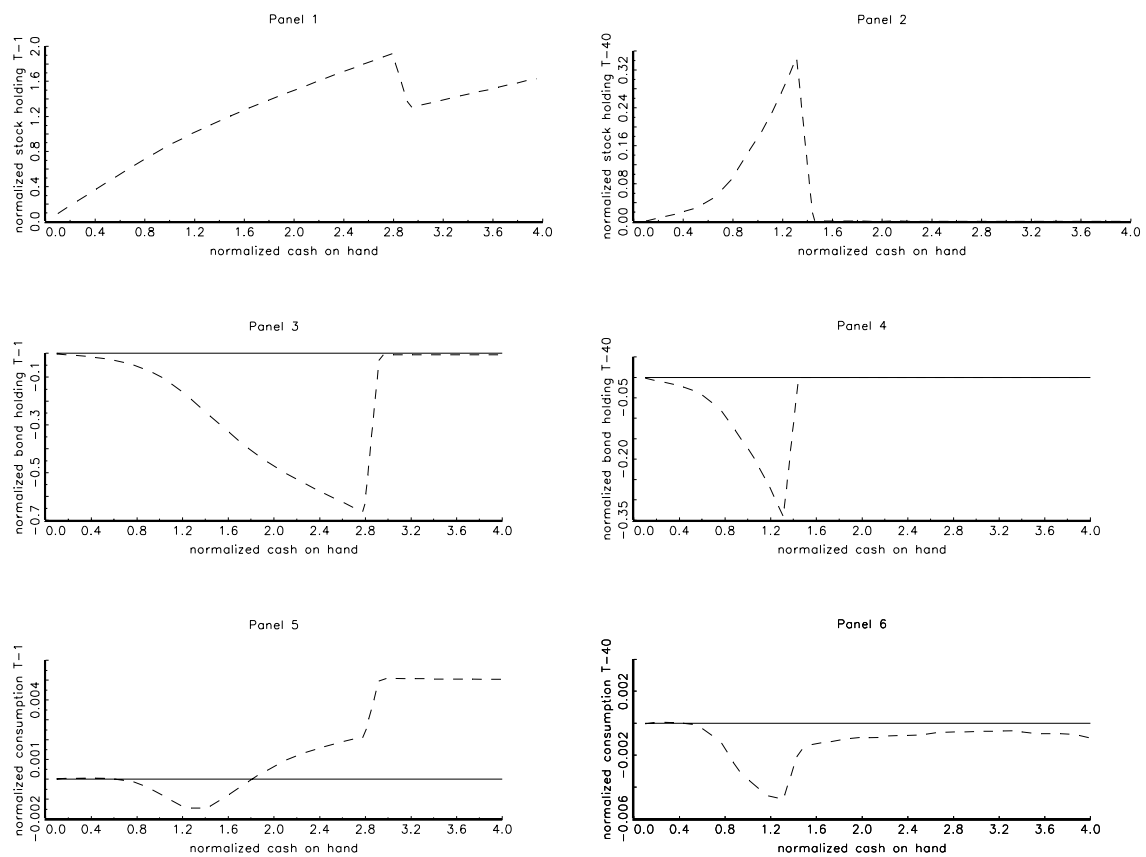 Panel 1
normalized stock holding T-1
2.0
1.6
1.2
0.8
0.4
0.0
0.0 0.4 0.8 1.2 1.6 2.0 2.4 2.8 3.2 3.6 4.0
normalized cash on hand
Panel 2
normalized stock holding T-40
0.32
0.24
0.16
0.08
0.00
0.0 0.4 0.8 1.2 1.6 2.0 2.4 2.8 3.2 3.6 4.0
normalized cash on hand
Panel 3
normalized bond holding T-1
-0.1
-0.3
-0.5
-0.7
0.0 0.4 0.8 1.2 1.6 2.0 2.4 2.8 3.2 3.6 4.0
normalized cash on hand
Panel 4
normalized bond holding T-40
-0.05
-0.20
-0.35
0.0 0.4 0.8 1.2 1.6 2.0 2.4 2.8 3.2 3.6 4.0
normalized cash on hand
Panel 5
normalized consumption T-1
0.004
0.001
-0.002
0.0 0.4 0.8 1.2 1.6 2.0 2.4 2.8 3.2 3.6 4.0
normalized cash on hand
Panel 6
normalized consumption T-40
0.002
-0.002
-0.006
0.0 0.4 0.8 1.2 1.6 2.0 2.4 2.8 3.2 3.6 4.0
normalized cash on hand